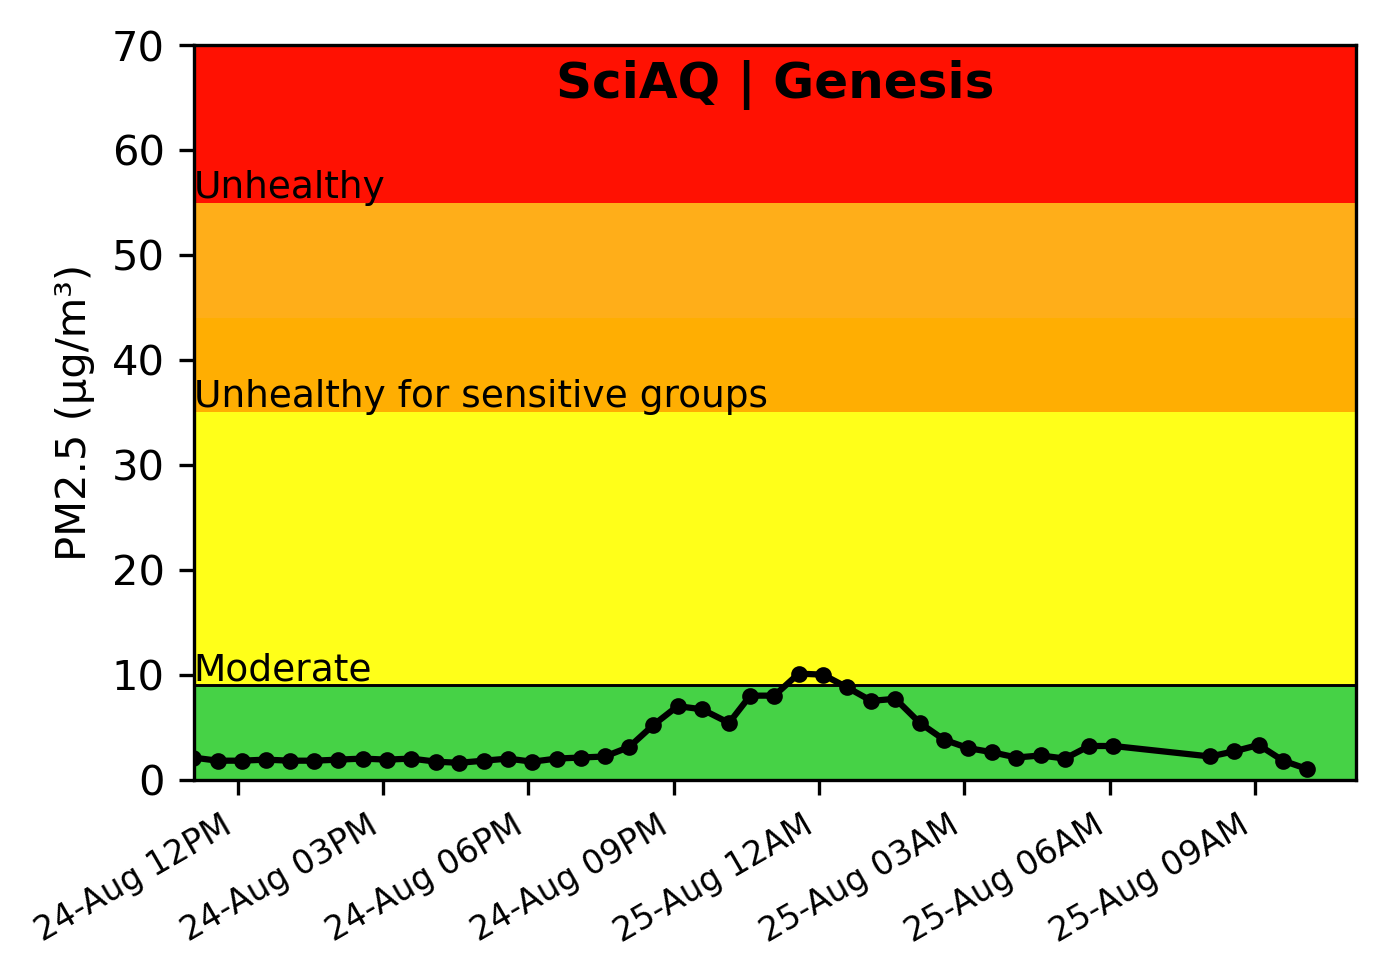 SciAQ | Genesis
70
60
50
40
30
20
10
0
PM2.5 (μg/m³)
Unhealthy
Unhealthy for sensitive groups
Moderate
24-Aug 12PM
24-Aug 03PM
24-Aug 06PM
24-Aug 09PM
25-Aug 12AM
25-Aug 03AM
25-Aug 06AM
25-Aug 09AM